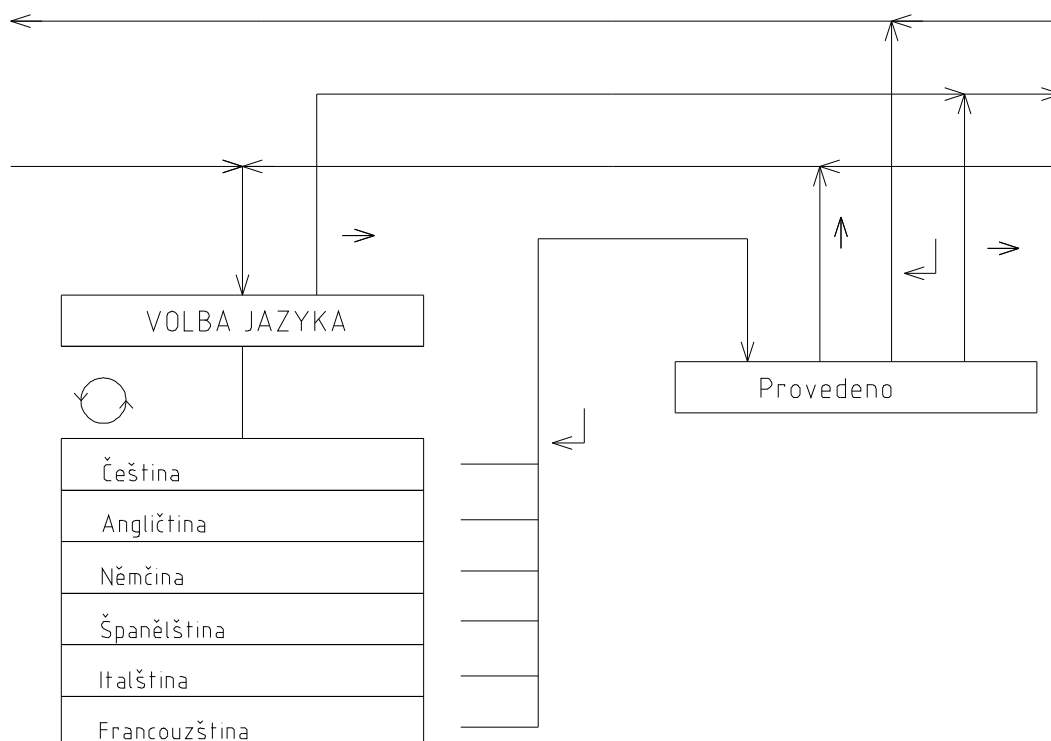 VOLBA JAZYKA
Provedeno
Čeština
Angličtina
Němčina
Španělština
Italština
Francouzština